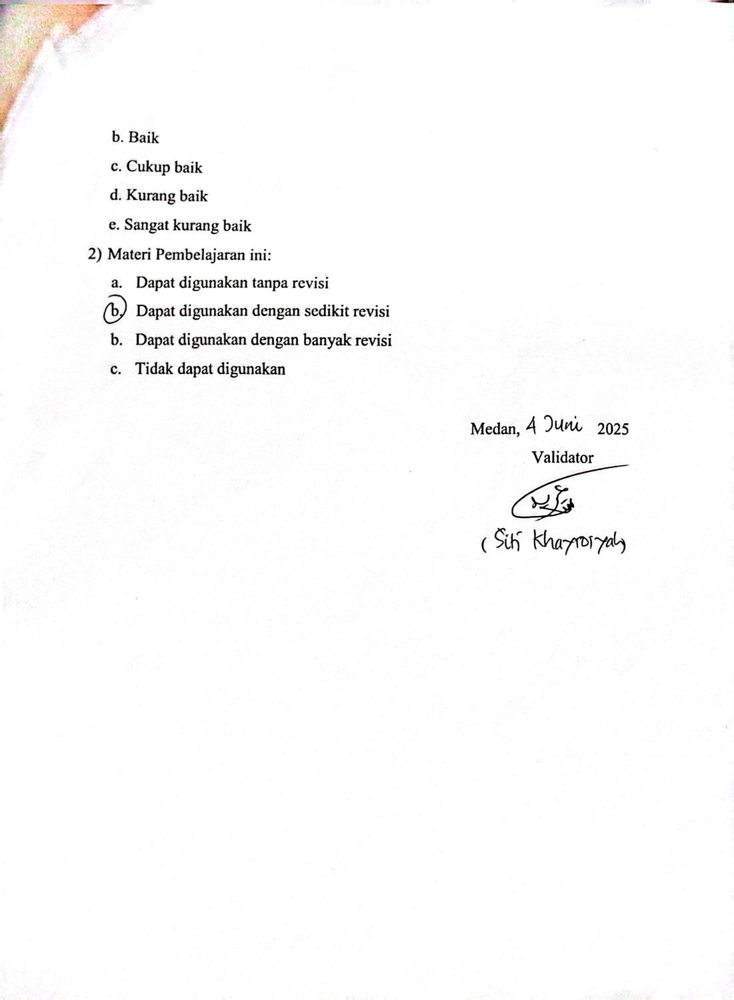 b. Baik
c. Cukup baik
d. Kurang baik
e. Sangat kurang baik
2) Materi Pembelajaran ini:
a. Dapat digunakan tanpa revisi
b. Dapat digunakan dengan sedikit revisi
b. Dapat digunakan dengan banyak revisi
c. Tidak dapat digunakan
Medan, 4 Juni 2025
Validator
(Siti Khayroiyah)